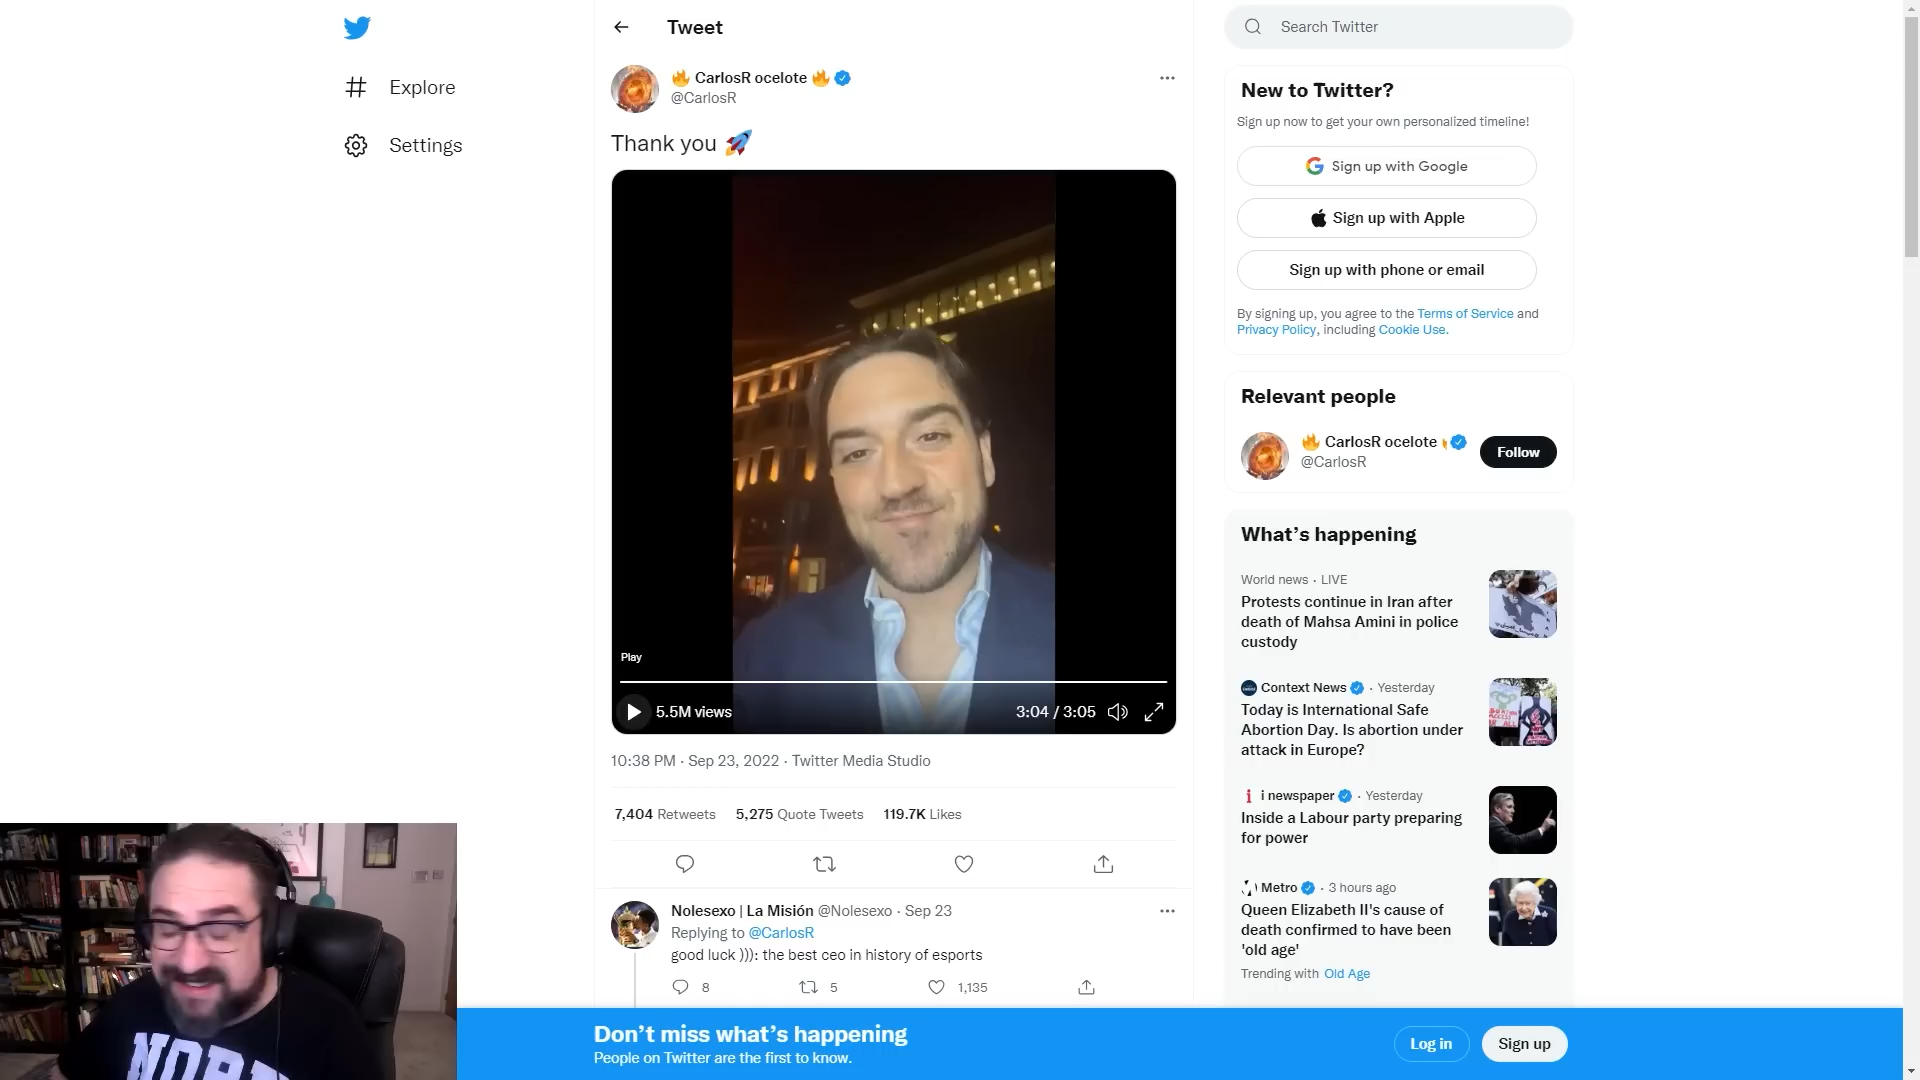 Explore
Settings
Tweet
CarlosR ocelote
@CarlosR
Thank you
Play
5.5M views
3:04 / 3:05
10:38 PM · Sep 23, 2022 · Twitter Media Studio
7,404 Retweets 5,275 Quote Tweets 119.7K Likes
Nolesexo | La Misión @Nolesexo · Sep 23
Replying to @CarlosR
good luck ))): the best ceo in history of esports
8 5 1,135
Search Twitter
New to Twitter?
Sign up now to get your own personalized timeline!
Sign up with Google
Sign up with Apple
Sign up with phone or email
By signing up, you agree to the Terms of Service and
Privacy Policy, including Cookie Use.
Relevant people
CarlosR ocelote
@CarlosR
Follow
What's happening
World news · LIVE
Protests continue in Iran after
death of Mahsa Amini in police
custody
Context News · Yesterday
Today is International Safe
Abortion Day. Is abortion under
attack in Europe?
i newspaper · Yesterday
Inside a Labour party preparing
for power
Metro · 3 hours ago
Queen Elizabeth II's cause of
death confirmed to have been
'old age'
Trending with Old Age
Don't miss what's happening
People on Twitter are the first to know.
Log in
Sign up